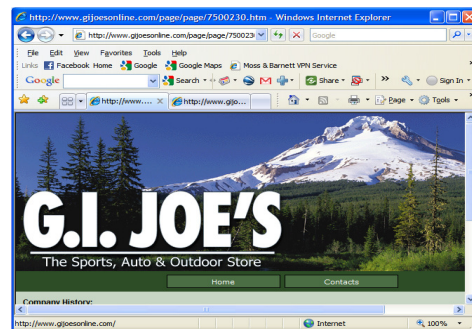 http://www.gijoesonline.com/page/page/7500230.htm - Windows Internet Explorer
http://www.gijoesonline.com/page/page/7500230
Google
File Edit View Favorites Tools Help
Links Facebook Home Google Google Maps Moss & Barnett VPN Service
Google Search Share Sign In
http://www.... http://www.gijo... Page Tools
G.I. JOE'S
The Sports, Auto & Outdoor Store
Home Contacts
Company History:
http://www.gijoesonline.com/ Internet 100%